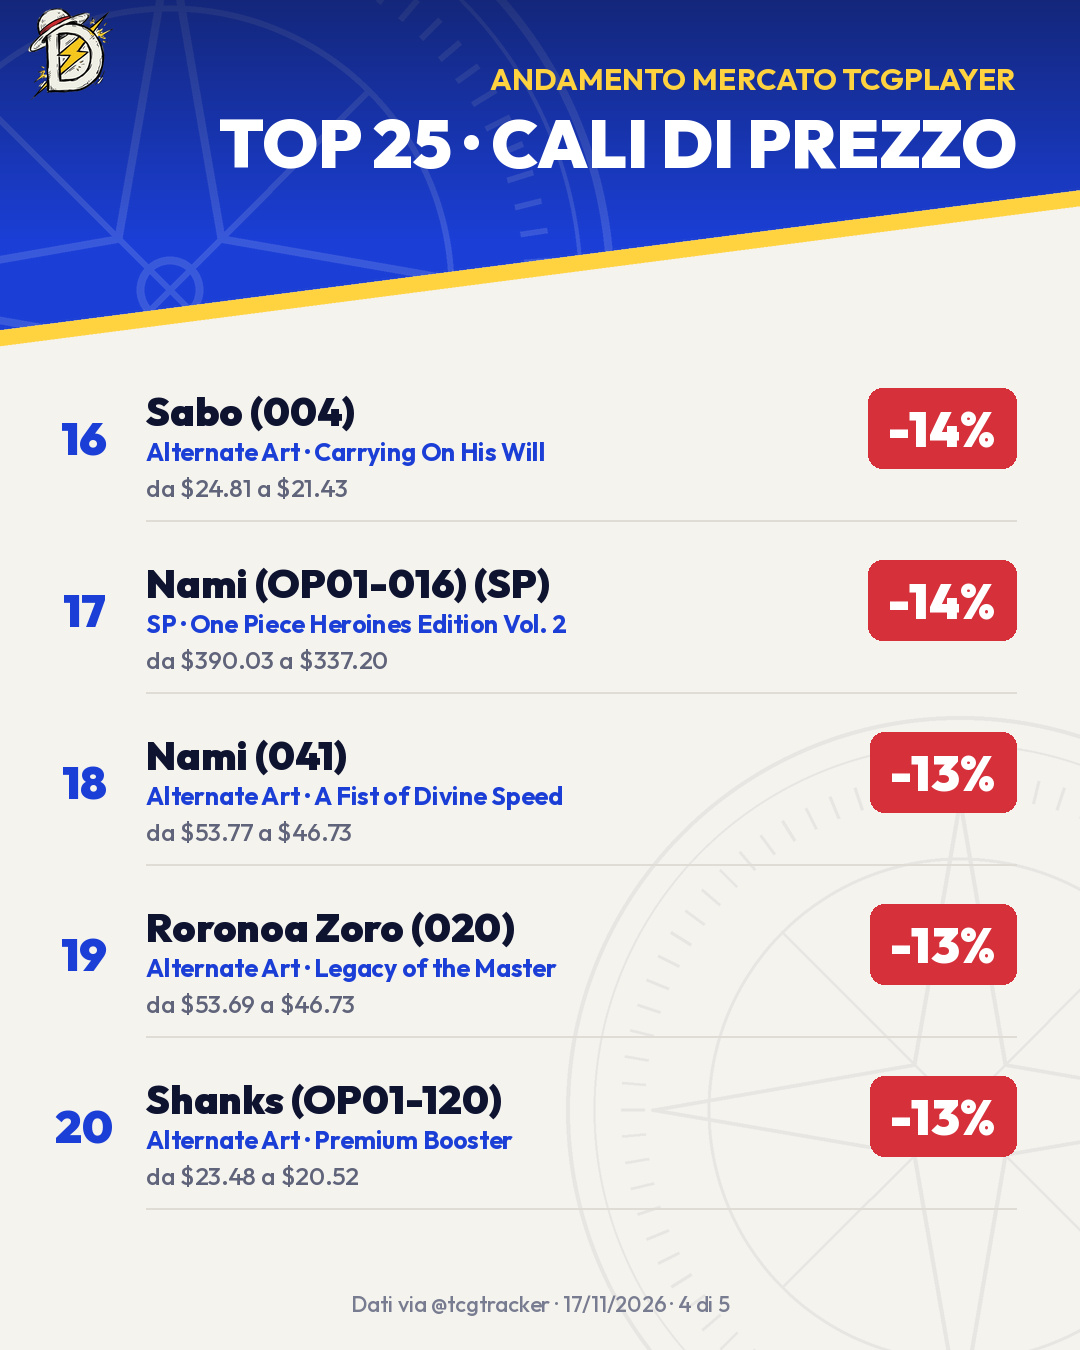 D
ANDAMENTO MERCATO TCGPLAYER
TOP 25 · CALI DI PREZZO
16
Sabo (004)
Alternate Art · Carrying On His Will
da $24.81 a $21.43
-14%
17
Nami (OP01-016) (SP)
SP · One Piece Heroines Edition Vol. 2
da $390.03 a $337.20
-14%
18
Nami (041)
Alternate Art · A Fist of Divine Speed
da $53.77 a $46.73
-13%
19
Roronoa Zoro (020)
Alternate Art · Legacy of the Master
da $53.69 a $46.73
-13%
20
Shanks (OP01-120)
Alternate Art · Premium Booster
da $23.48 a $20.52
-13%
Dati via @tcgtracker · 17/11/2026 · 4 di 5